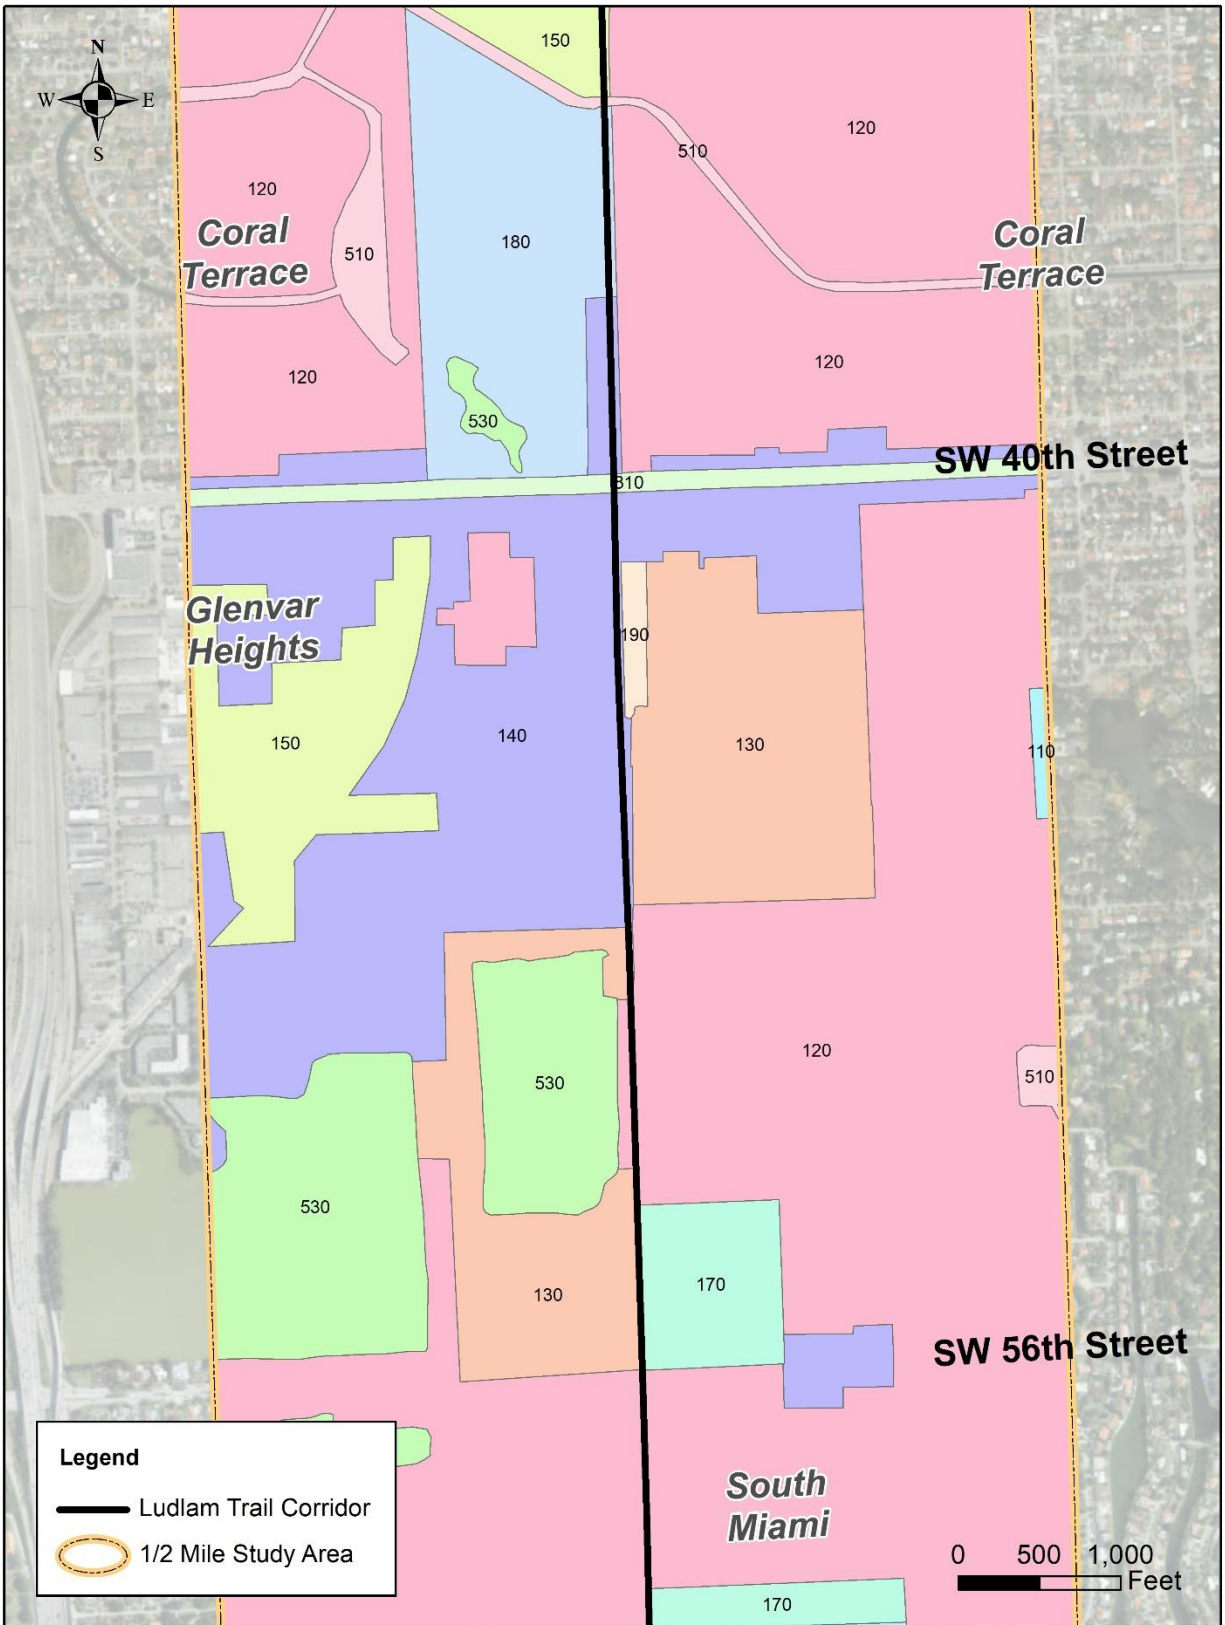 150
N
W E
S
120
510
120
Coral
Terrace
510
180
Coral
Terrace
120
120
530
SW 40th Street
810
Glenvar
Heights
190
150
140
130
110
120
510
530
530
170
130
SW 56th Street
Legend
Ludlam Trail Corridor
1/2 Mile Study Area
South
Miami
0 500 1,000
Feet
170